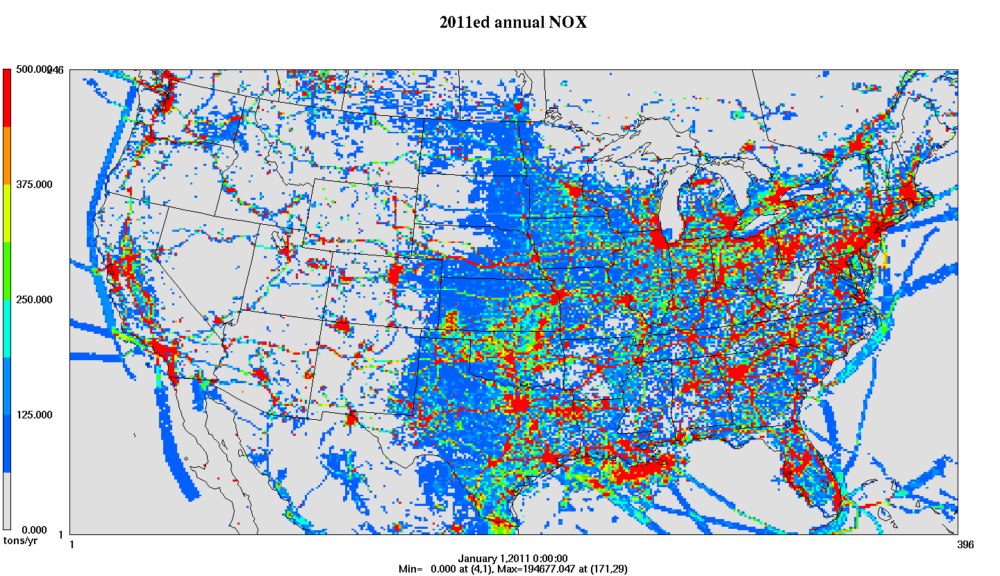 2011ed annual NOX
500.000
246
375.000
250.000
125.000
0.000
tons/yr
1
1
396
January 1,2011 0:00:00
Min= 0.000 at (4,1), Max=194677.047 at (171,29)